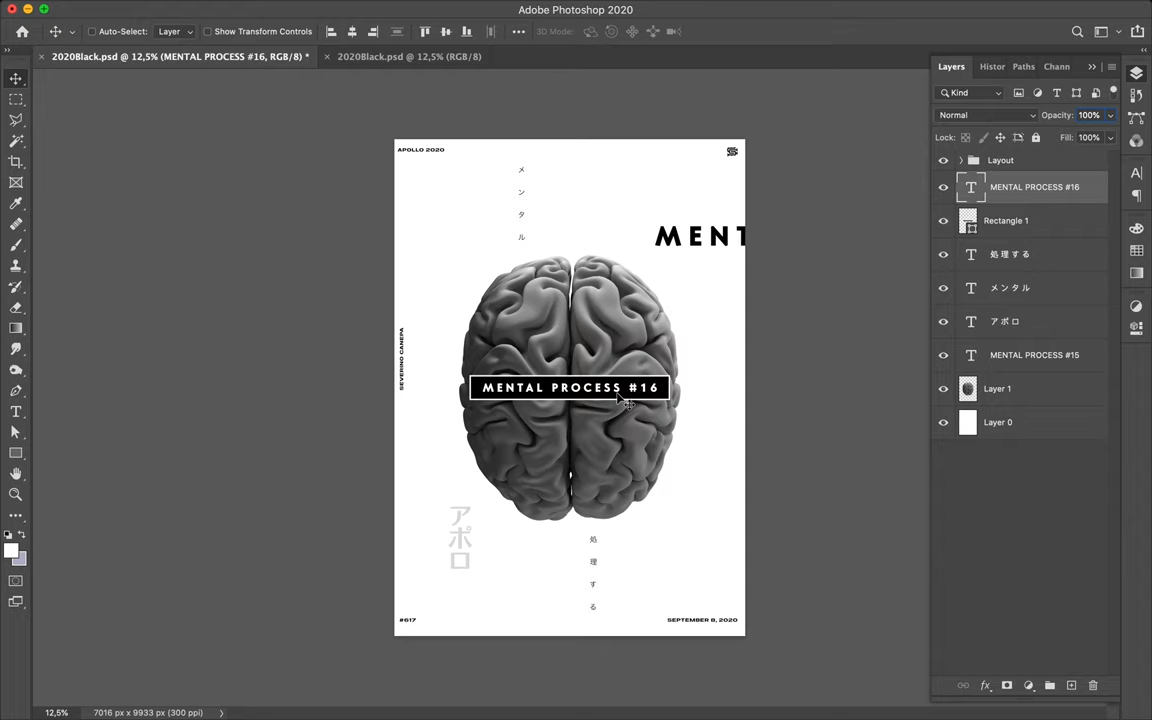 Adobe Photoshop 2020
Auto-Select: Layer Show Transform Controls 3D Mode:
2020Black.psd @ 12,5% (MENTAL PROCESS #16, RGB/8) *
2020Black.psd @ 12,5% (RGB/8)
Layers Histor Paths Chann
Kind
Normal Opacity: 100%
Lock: Fill: 100%
Layout
MENTAL PROCESS #16
Rectangle 1
処理する
メンタル
アポロ
MENTAL PROCESS #15
Layer 1
Layer 0
APOLLO 2020
メンタル
MENT
SEVERINO CANEPA
MENTAL PROCESS #16
アポロ
処理する
#617
SEPTEMBER 8, 2020
12,5% 7016 px x 9933 px (300 ppi)